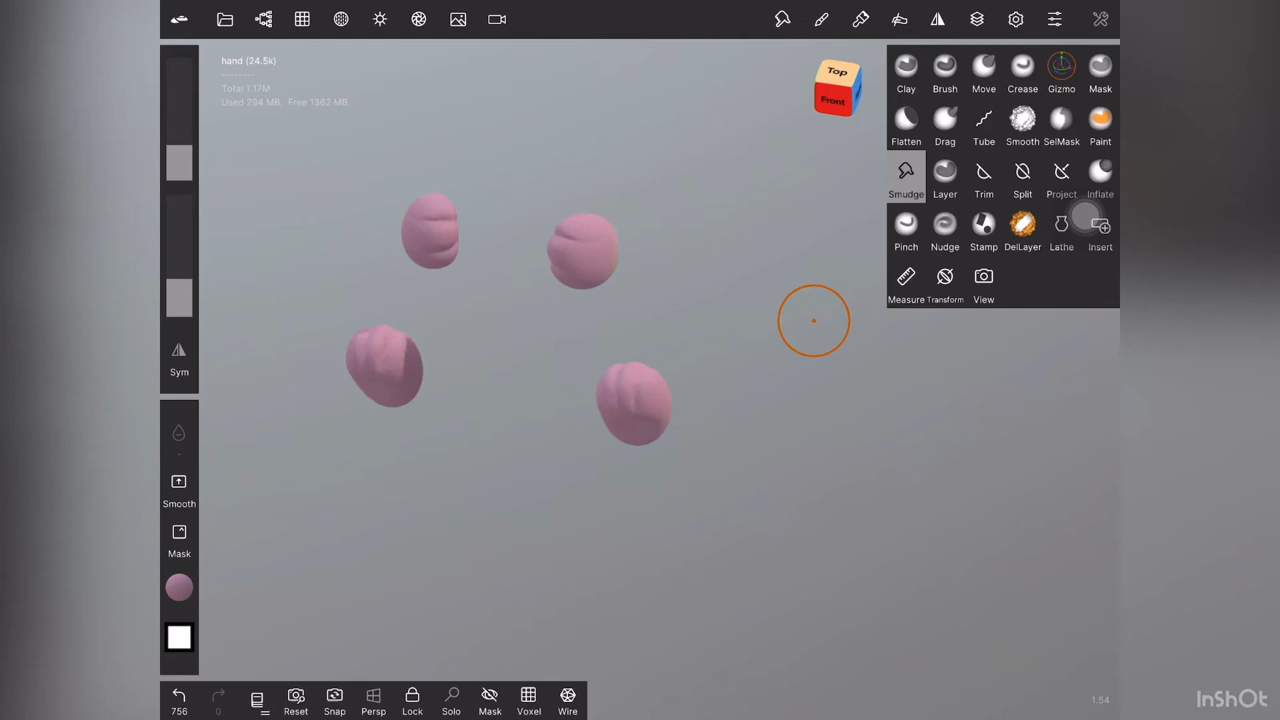 hand (24.5k)
--------
Total 1.17M
Used 294 MB, Free 1362 MB
Top
Front
Clay Brush Move Crease Gizmo Mask
Flatten Drag Tube Smooth SelMask Paint
Smudge Layer Trim Split Project Inflate
Pinch Nudge Stamp DelLayer Lathe Insert
Measure Transform View
Sym
Smooth
Mask
756 0 Reset Snap Persp Lock Solo Mask Voxel Wire
1.54
InShOt